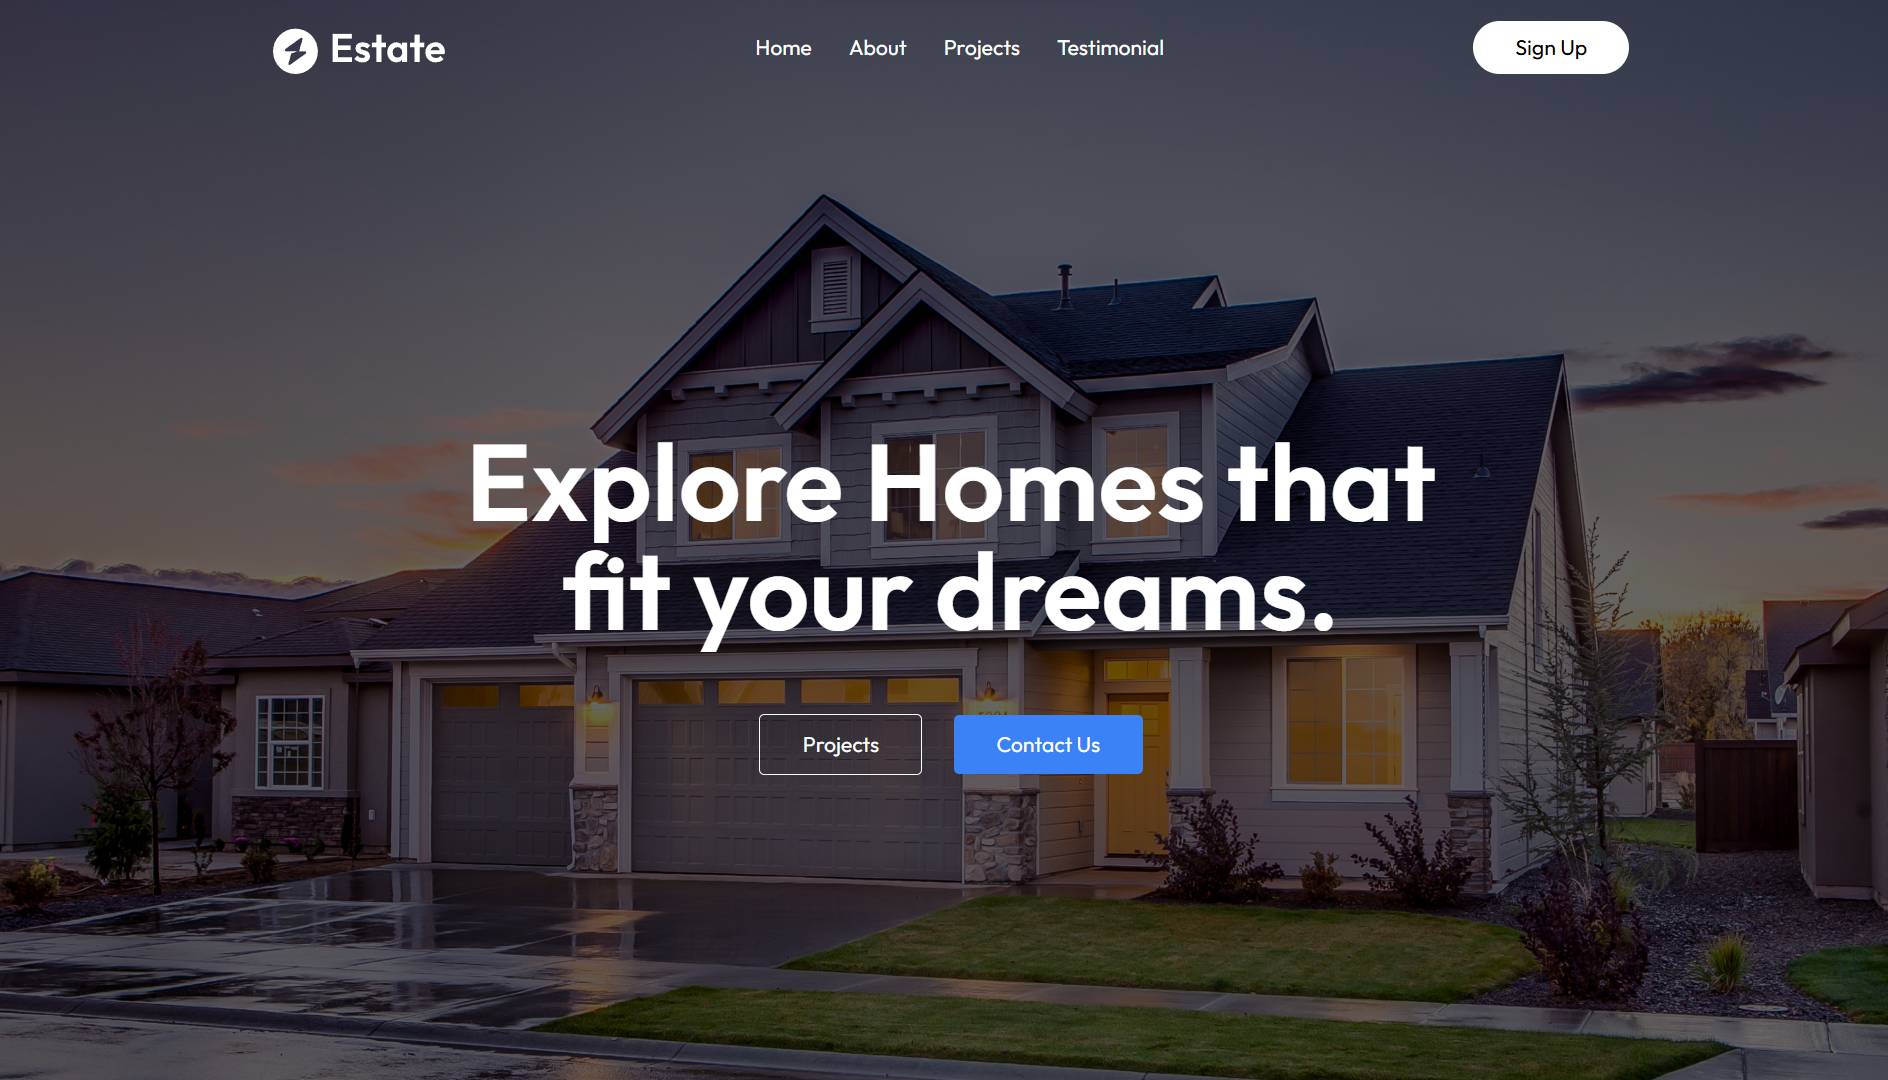 Estate
Home
About
Projects
Testimonial
Sign Up
Explore Homes that
fit your dreams.
Projects
Contact Us